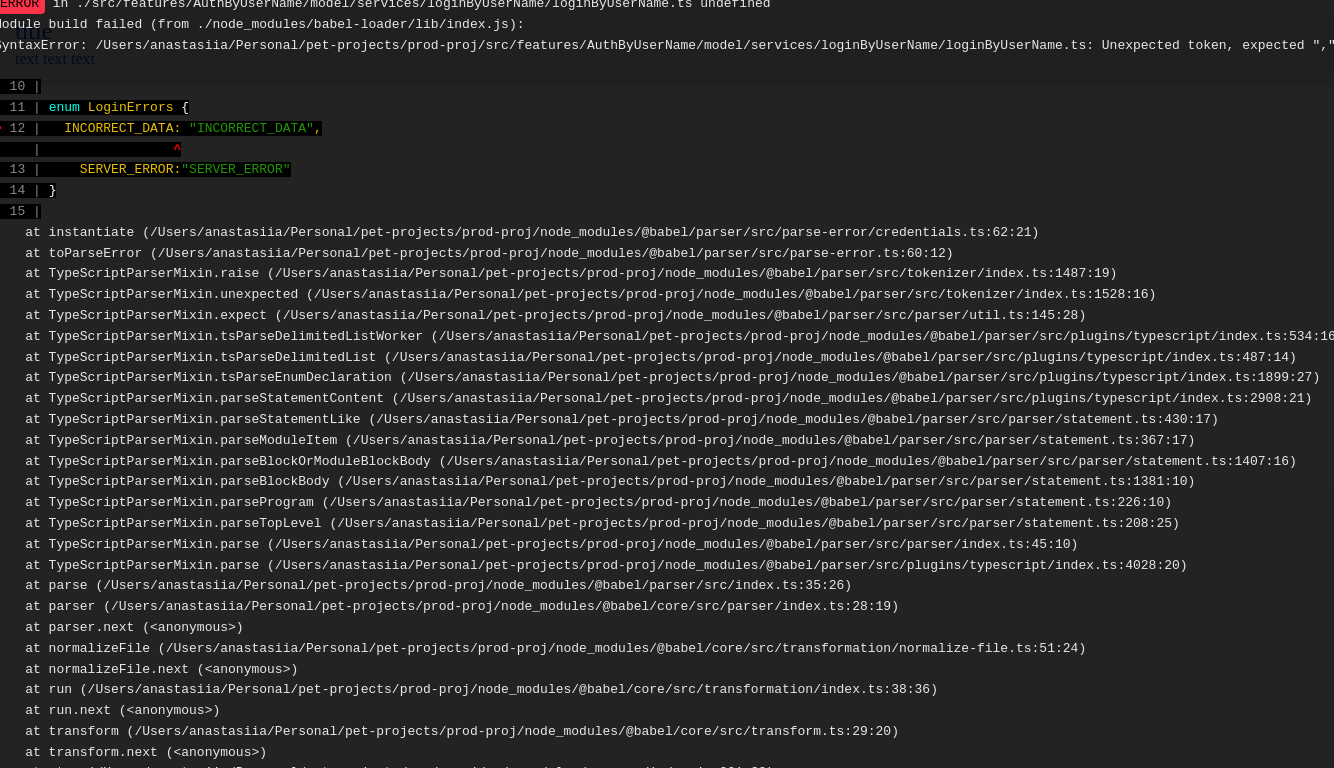 ERROR in ./src/features/AuthByUserName/model/services/loginByUserName/loginByUserName.ts undefined
Module build failed (from ./node_modules/babel-loader/lib/index.js):
title
SyntaxError: /Users/anastasiia/Personal/pet-projects/prod-proj/src/features/AuthByUserName/model/services/loginByUserName/loginByUserName.ts: Unexpected token, expected ","
text text text
10 |
11 | enum LoginErrors {
> 12 |   INCORRECT_DATA: "INCORRECT_DATA",
|                 ^
13 |     SERVER_ERROR:"SERVER_ERROR"
14 | }
15 |
at instantiate (/Users/anastasiia/Personal/pet-projects/prod-proj/node_modules/@babel/parser/src/parse-error/credentials.ts:62:21)
at toParseError (/Users/anastasiia/Personal/pet-projects/prod-proj/node_modules/@babel/parser/src/parse-error.ts:60:12)
at TypeScriptParserMixin.raise (/Users/anastasiia/Personal/pet-projects/prod-proj/node_modules/@babel/parser/src/tokenizer/index.ts:1487:19)
at TypeScriptParserMixin.unexpected (/Users/anastasiia/Personal/pet-projects/prod-proj/node_modules/@babel/parser/src/tokenizer/index.ts:1528:16)
at TypeScriptParserMixin.expect (/Users/anastasiia/Personal/pet-projects/prod-proj/node_modules/@babel/parser/src/parser/util.ts:145:28)
at TypeScriptParserMixin.tsParseDelimitedListWorker (/Users/anastasiia/Personal/pet-projects/prod-proj/node_modules/@babel/parser/src/plugins/typescript/index.ts:534:16
at TypeScriptParserMixin.tsParseDelimitedList (/Users/anastasiia/Personal/pet-projects/prod-proj/node_modules/@babel/parser/src/plugins/typescript/index.ts:487:14)
at TypeScriptParserMixin.tsParseEnumDeclaration (/Users/anastasiia/Personal/pet-projects/prod-proj/node_modules/@babel/parser/src/plugins/typescript/index.ts:1899:27)
at TypeScriptParserMixin.parseStatementContent (/Users/anastasiia/Personal/pet-projects/prod-proj/node_modules/@babel/parser/src/plugins/typescript/index.ts:2908:21)
at TypeScriptParserMixin.parseStatementLike (/Users/anastasiia/Personal/pet-projects/prod-proj/node_modules/@babel/parser/src/parser/statement.ts:430:17)
at TypeScriptParserMixin.parseModuleItem (/Users/anastasiia/Personal/pet-projects/prod-proj/node_modules/@babel/parser/src/parser/statement.ts:367:17)
at TypeScriptParserMixin.parseBlockOrModuleBlockBody (/Users/anastasiia/Personal/pet-projects/prod-proj/node_modules/@babel/parser/src/parser/statement.ts:1407:16)
at TypeScriptParserMixin.parseBlockBody (/Users/anastasiia/Personal/pet-projects/prod-proj/node_modules/@babel/parser/src/parser/statement.ts:1381:10)
at TypeScriptParserMixin.parseProgram (/Users/anastasiia/Personal/pet-projects/prod-proj/node_modules/@babel/parser/src/parser/statement.ts:226:10)
at TypeScriptParserMixin.parseTopLevel (/Users/anastasiia/Personal/pet-projects/prod-proj/node_modules/@babel/parser/src/parser/statement.ts:208:25)
at TypeScriptParserMixin.parse (/Users/anastasiia/Personal/pet-projects/prod-proj/node_modules/@babel/parser/src/parser/index.ts:45:10)
at TypeScriptParserMixin.parse (/Users/anastasiia/Personal/pet-projects/prod-proj/node_modules/@babel/parser/src/plugins/typescript/index.ts:4028:20)
at parse (/Users/anastasiia/Personal/pet-projects/prod-proj/node_modules/@babel/parser/src/index.ts:35:26)
at parser (/Users/anastasiia/Personal/pet-projects/prod-proj/node_modules/@babel/core/src/parser/index.ts:28:19)
at parser.next (<anonymous>)
at normalizeFile (/Users/anastasiia/Personal/pet-projects/prod-proj/node_modules/@babel/core/src/transformation/normalize-file.ts:51:24)
at normalizeFile.next (<anonymous>)
at run (/Users/anastasiia/Personal/pet-projects/prod-proj/node_modules/@babel/core/src/transformation/index.ts:38:36)
at run.next (<anonymous>)
at transform (/Users/anastasiia/Personal/pet-projects/prod-proj/node_modules/@babel/core/src/transform.ts:29:20)
at transform.next (<anonymous>)